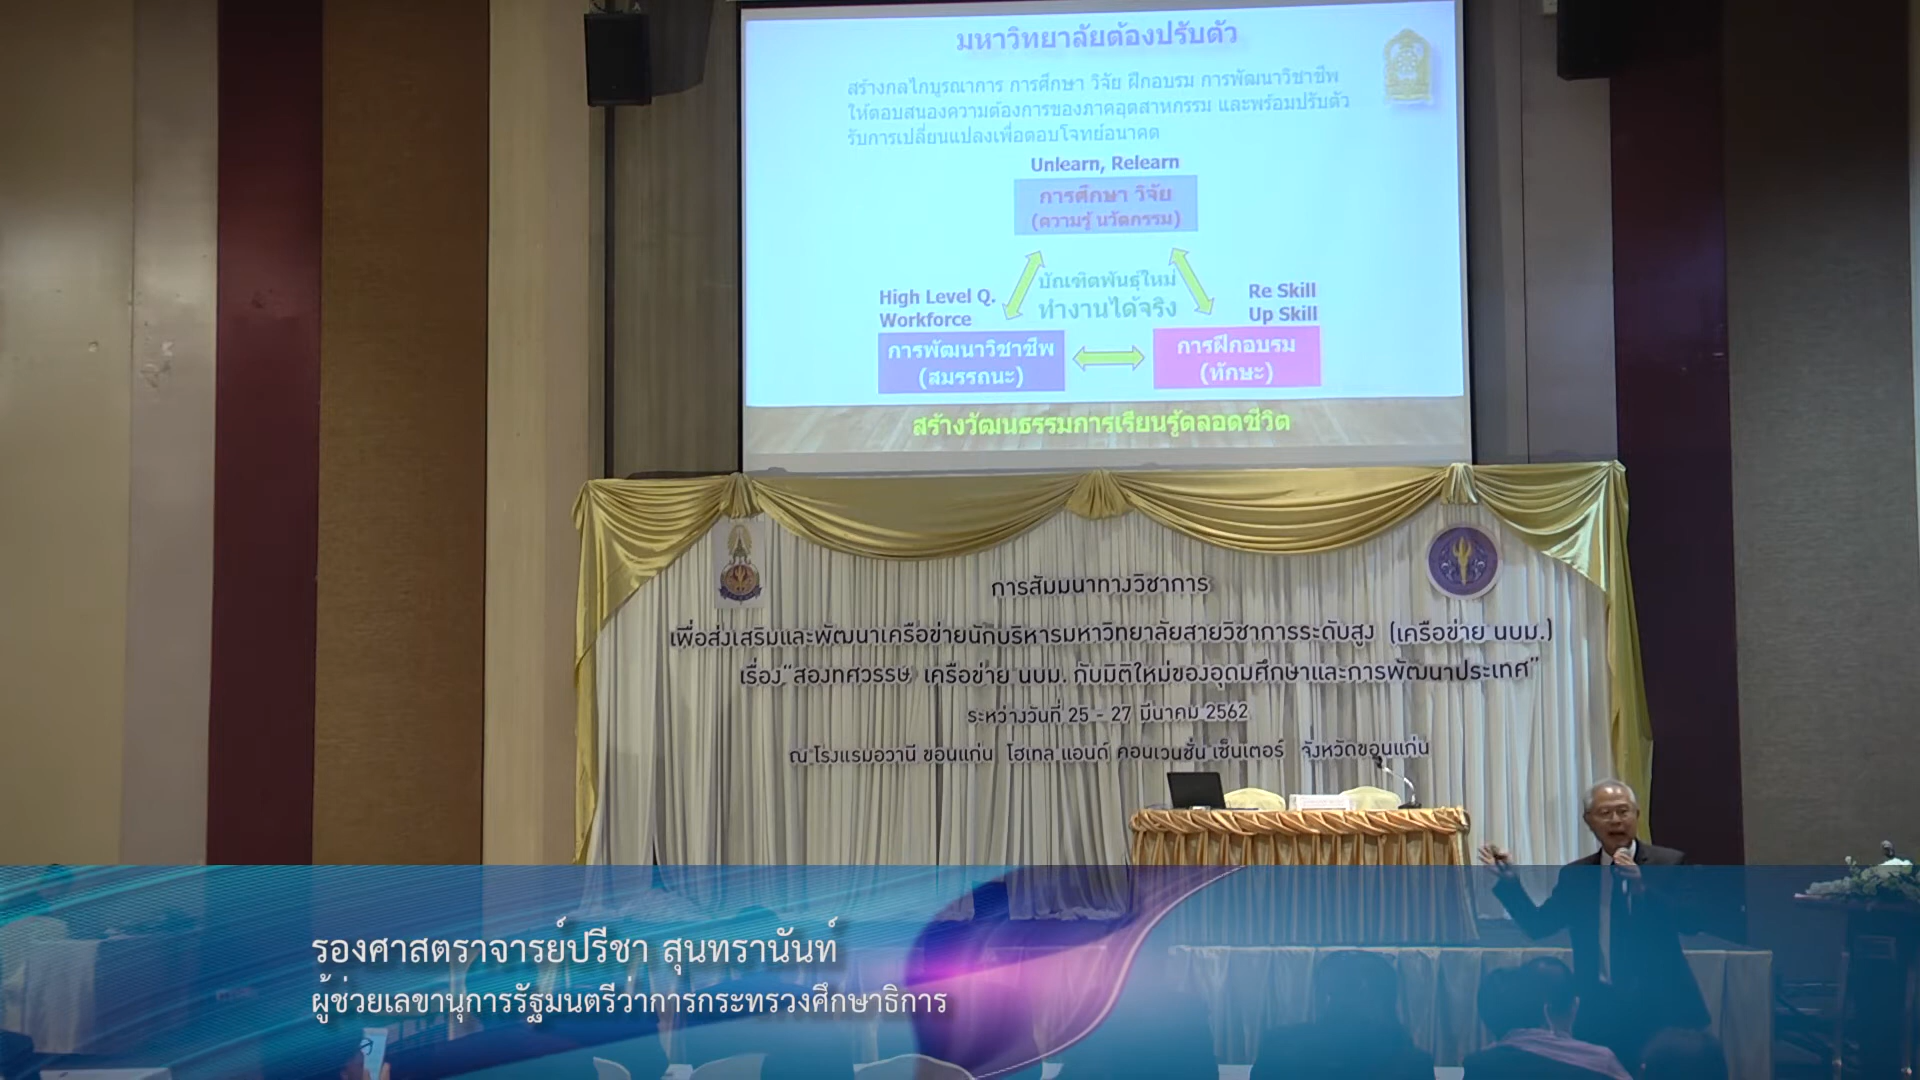 มหาวิทยาลัยต้องปรับตัว
สร้างกลไกบูรณาการ การศึกษา วิจัย ฝึกอบรม การพัฒนาวิชาชีพ
ให้ตอบสนองความต้องการของภาคอุตสาหกรรม และพร้อมปรับตัว
รับการเปลี่ยนแปลงเพื่อตอบโจทย์อนาคต
Unlearn, Relearn
การศึกษา วิจัย
(ความรู้ นวัตกรรม)
บัณฑิตพันธุ์ใหม่
ทำงานได้จริง
High Level Q.
Workforce
Re Skill
Up Skill
การพัฒนาวิชาชีพ
(สมรรถนะ)
การฝึกอบรม
(ทักษะ)
สร้างวัฒนธรรมการเรียนรู้ตลอดชีวิต
การสัมมนาทางวิชาการ
เพื่อส่งเสริมและพัฒนาเครือข่ายนักบริหารมหาวิทยาลัยสายวิชาการระดับสูง (เครือข่าย นบม.)
เรื่อง "สองทศวรรษ เครือข่าย นบม. กับมิติใหม่ของอุดมศึกษาและการพัฒนาประเทศ"
ระหว่างวันที่ 25 - 27 มีนาคม 2562
ณ โรงแรมอวานี ขอนแก่น โฮเทล แอนด์ คอนเวนชั่น เซ็นเตอร์ จังหวัดขอนแก่น
รองศาสตราจารย์ปรีชา สุนทรานันท์
ผู้ช่วยเลขานุการรัฐมนตรีว่าการกระทรวงศึกษาธิการ